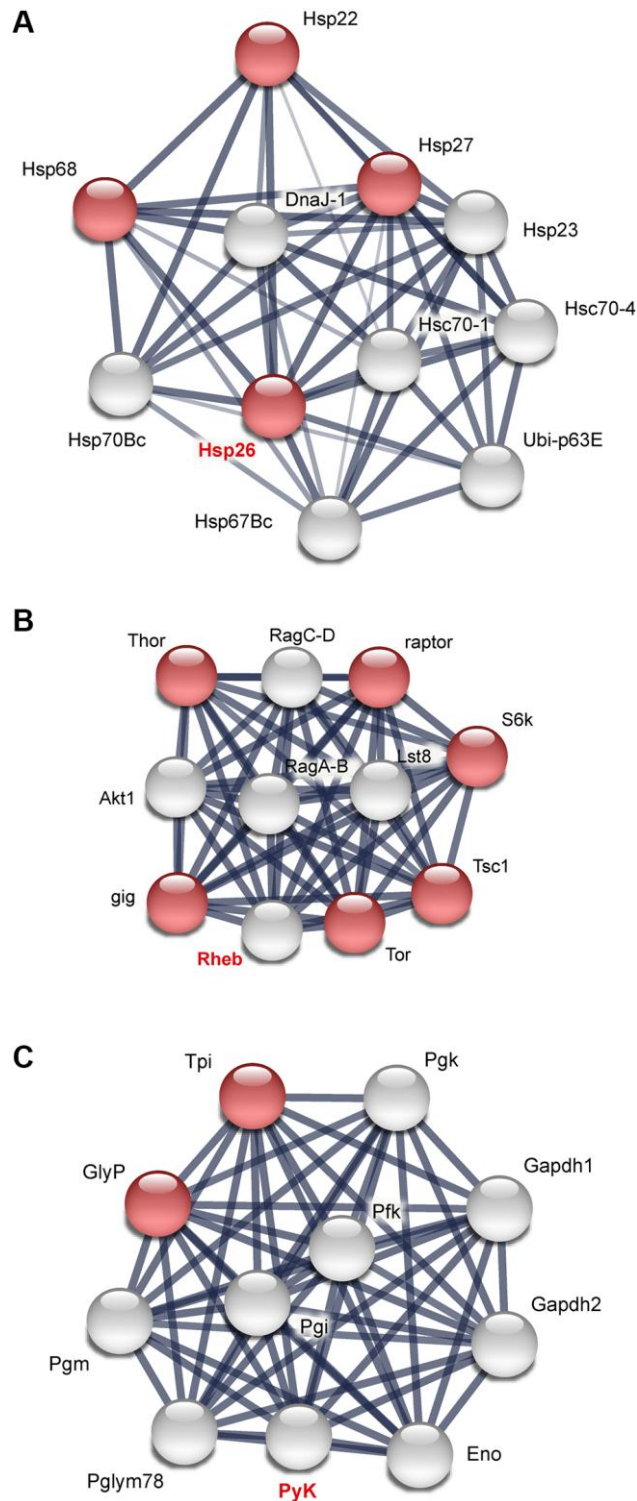 A
Hsp22
Hsp27
Hsp68
DnaJ-1
Hsp23
Hsc70-4
Hsc70-1
Hsp70Bc
Hsp26
Ubi-p63E
Hsp67Bc
B
Thor
RagC-D
raptor
S6k
RagA-B
Lst8
Akt1
gig
Tsc1
Rheb
Tor
C
Tpi
Pgk
GlyP
Gapdh1
Pfk
Gapdh2
Pgi
Pgm
Pglym78
PyK
Eno